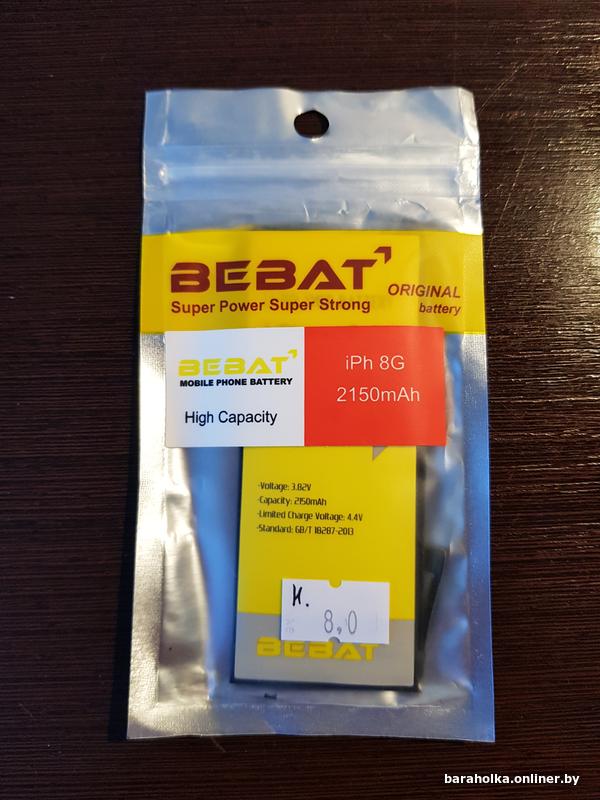 BEBAT
ORIGINAL
Super Power Super Strong
battery
BEBAT
MOBILE PHONE BATTERY
High Capacity
iPh 8G
2150mAh
·Voltage: 3.82V
·Capacity: 2150mAh
·Limited Charge Voltage: 4.4V
·Standard: GB/T 18287-2013
н.
8,0
BEBAT
baraholka.onliner.by